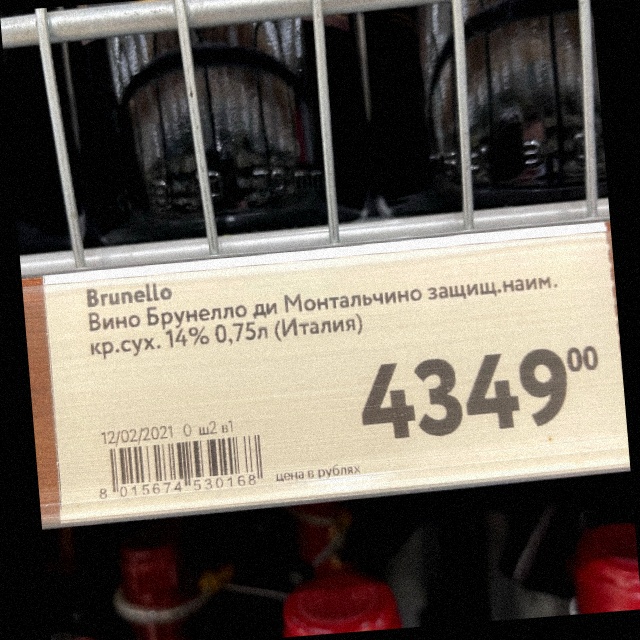 Brunello
Вино Брунелло ди Монтальчино защищ.наим.
кр.сух. 14% 0,75л (Италия)
4349 00
12/02/2021 0 ш2 в1
8 015674 530168
цена в рублях